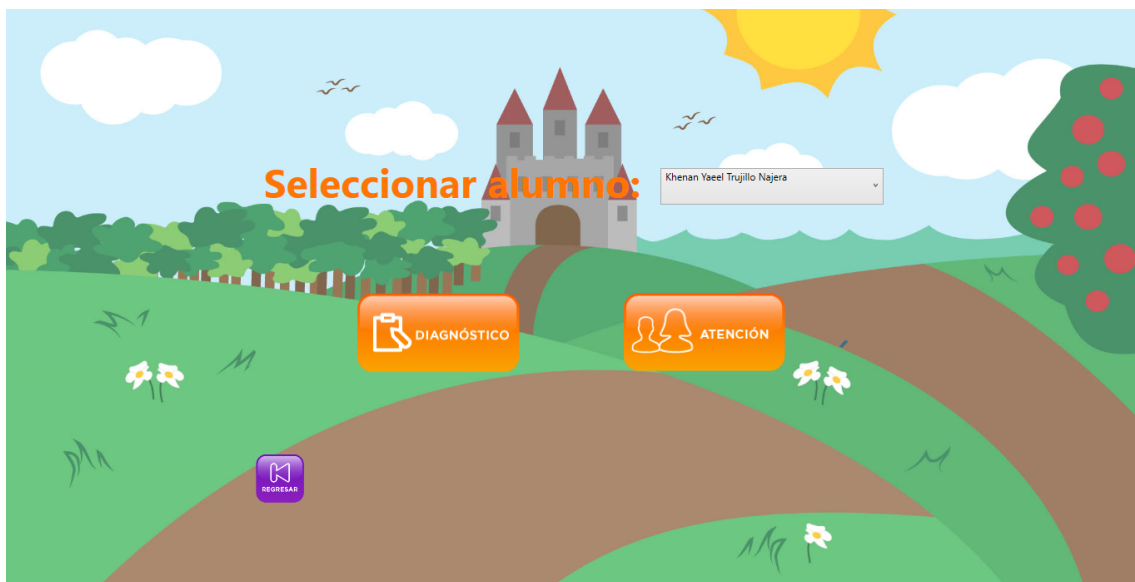 Seleccionar alumno:
Khenan Yaeel Trujillo Najera
DIAGNÓSTICO
ATENCIÓN
REGRESAR